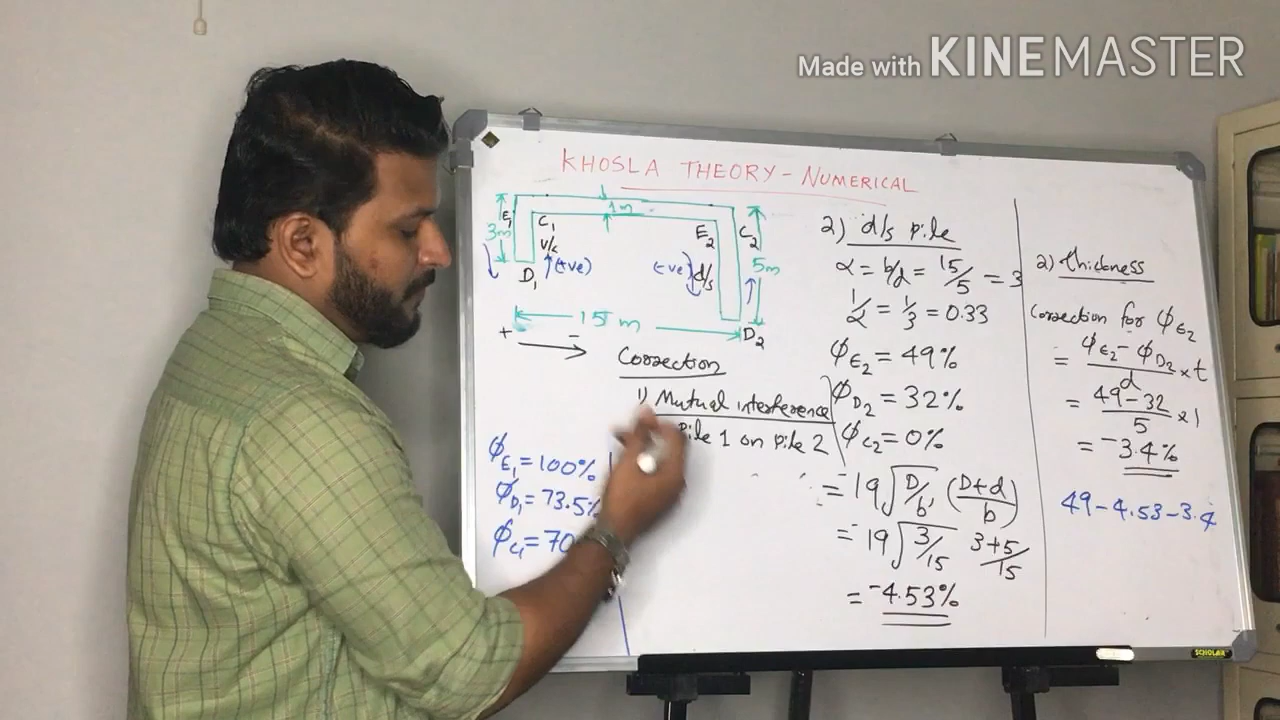 Made with KINEMASTER
KHOSLA THEORY - NUMERICAL
1m
E1 C1 E2 C2
3m
u/s (+ve) (-ve) d/s 5m
D1
15 m
D2
+ -
Correction
1) Mutual interference
Pile 1 on Pile 2
ϕE1 = 100%
ϕD1 = 73.5%
ϕC1 = 70
2) d/s pile
α = b/d = 15/5 = 3
1/α = 1/3 = 0.33
ϕE2 = 49%
ϕD2 = 32%
ϕC2 = 0%
= 19√D/b' (D+d/b)
= -19√3/15 3+5/15
= -4.53%
2) thickness
Correction for ϕE2
= ϕE2 - ϕD2/d × t
= 49-32/5 × 1
= -3.4%
49-4.53-3.4
SCHOLAR